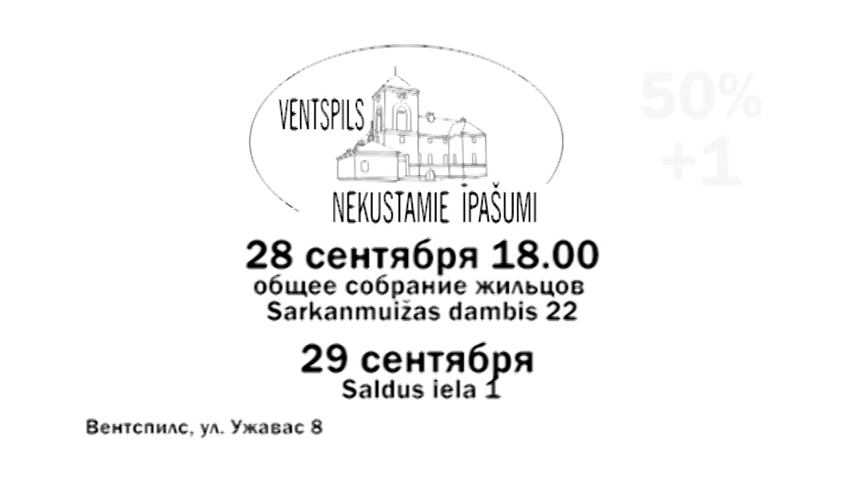 VENTSPILS
NEKUSTAMIE ĪPAŠUMI
50%
+1
28 сентября 18.00
общее собрание жильцов
Sarkanmuižas dambis 22
29 сентября
Saldus iela 1
Вентспилс, ул. Ужавас 8